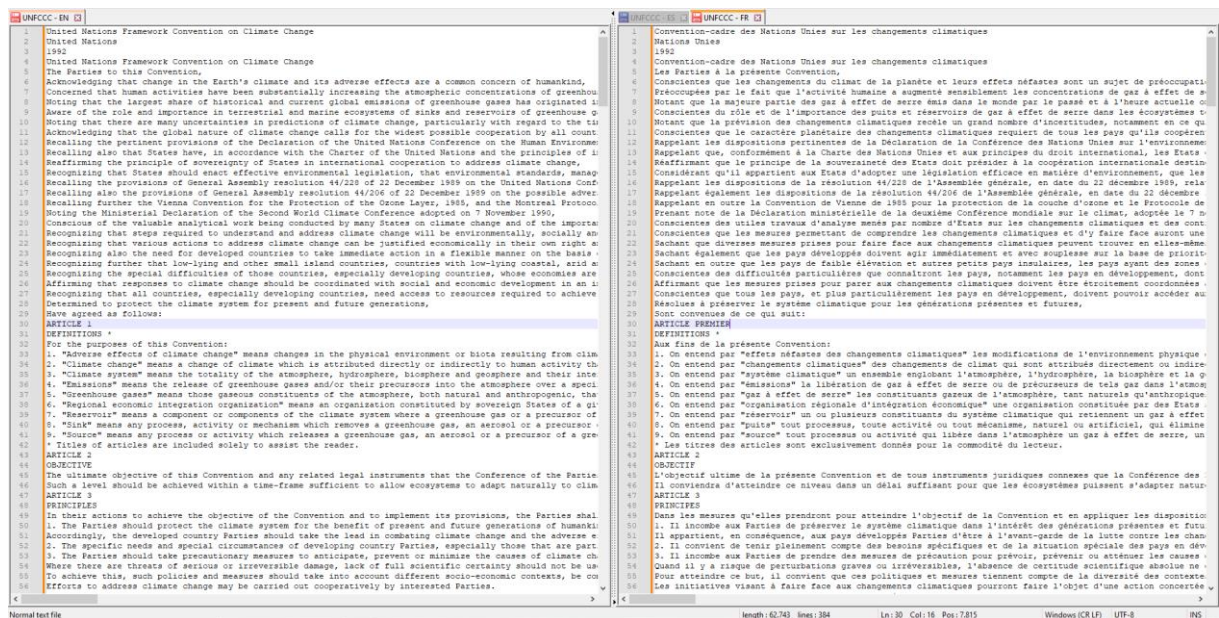 UNFCCC - EN
1 United Nations Framework Convention on Climate Change
2 United Nations
3 1992
4 United Nations Framework Convention on Climate Change
5 The Parties to this Convention,
6 Acknowledging that change in the Earth's climate and its adverse effects are a common concern of humankind,
7 Concerned that human activities have been substantially increasing the atmospheric concentrations of greenhou
8 Noting that the largest share of historical and current global emissions of greenhouse gases has originated i
9 Aware of the role and importance in terrestrial and marine ecosystems of sinks and reservoirs of greenhouse g
10 Noting that there are many uncertainties in predictions of climate change, particularly with regard to the ti
11 Acknowledging that the global nature of climate change calls for the widest possible cooperation by all count
12 Recalling the pertinent provisions of the Declaration of the United Nations Conference on the Human Environme
13 Recalling also that States have, in accordance with the Charter of the United Nations and the principles of i
14 Reaffirming the principle of sovereignty of States in international cooperation to address climate change,
15 Recognizing that States should enact effective environmental legislation, that environmental standards, manag
16 Recalling the provisions of General Assembly resolution 44/228 of 22 December 1989 on the United Nations Conf
17 Recalling also the provisions of General Assembly resolution 44/206 of 22 December 1989 on the possible adver
18 Recalling further the Vienna Convention for the Protection of the Ozone Layer, 1985, and the Montreal Protoco
19 Noting the Ministerial Declaration of the Second World Climate Conference adopted on 7 November 1990,
20 Conscious of the valuable analytical work being conducted by many States on climate change and of the importa
21 Recognizing that steps required to understand and address climate change will be environmentally, socially an
22 Recognizing that various actions to address climate change can be justified economically in their own right a
23 Recognizing also the need for developed countries to take immediate action in a flexible manner on the basis
24 Recognizing further that low-lying and other small island countries, countries with low-lying coastal, arid a
25 Recognizing the special difficulties of those countries, especially developing countries, whose economies are
26 Affirming that responses to climate change should be coordinated with social and economic development in an i
27 Recognizing that all countries, especially developing countries, need access to resources required to achieve
28 Determined to protect the climate system for present and future generations,
29 Have agreed as follows:
30 ARTICLE 1
31 DEFINITIONS *
32 For the purposes of this Convention:
33 1. "Adverse effects of climate change" means changes in the physical environment or biota resulting from clim
34 2. "Climate change" means a change of climate which is attributed directly or indirectly to human activity th
35 3. "Climate system" means the totality of the atmosphere, hydrosphere, biosphere and geosphere and their inte
36 4. "Emissions" means the release of greenhouse gases and/or their precursors into the atmosphere over a speci
37 5. "Greenhouse gases" means those gaseous constituents of the atmosphere, both natural and anthropogenic, tha
38 6. "Regional economic integration organization" means an organization constituted by sovereign States of a gi
39 7. "Reservoir" means a component or components of the climate system where a greenhouse gas or a precursor of
40 8. "Sink" means any process, activity or mechanism which removes a greenhouse gas, an aerosol or a precursor
41 9. "Source" means any process or activity which releases a greenhouse gas, an aerosol or a precursor of a gre
42 * Titles of articles are included solely to assist the reader.
43 ARTICLE 2
44 OBJECTIVE
45 The ultimate objective of this Convention and any related legal instruments that the Conference of the Partie
46 Such a level should be achieved within a time-frame sufficient to allow ecosystems to adapt naturally to clim
47 ARTICLE 3
48 PRINCIPLES
49 In their actions to achieve the objective of the Convention and to implement its provisions, the Parties shal
50 1. The Parties should protect the climate system for the benefit of present and future generations of humanki
51 Accordingly, the developed country Parties should take the lead in combating climate change and the adverse e
52 2. The specific needs and special circumstances of developing country Parties, especially those that are part
53 3. The Parties should take precautionary measures to anticipate, prevent or minimize the causes of climate ch
54 Where there are threats of serious or irreversible damage, lack of full scientific certainty should not be us
55 To achieve this, such policies and measures should take into account different socio-economic contexts, be co
56 Efforts to address climate change may be carried out cooperatively by interested Parties.
UNFCCC - ES
UNFCCC - FR
1 Convention-cadre des Nations Unies sur les changements climatiques
2 Nations Unies
3 1992
4 Convention-cadre des Nations Unies sur les changements climatiques
5 Les Parties à la présente Convention,
6 Conscientes que les changements du climat de la planète et leurs effets néfastes sont un sujet de préoccupati
7 Préoccupées par le fait que l'activité humaine a augmenté sensiblement les concentrations de gaz à effet de s
8 Notant que la majeure partie des gaz à effet de serre émis dans le monde par le passé et à l'heure actuelle o
9 Conscientes du rôle et de l'importance des puits et réservoirs de gaz à effet de serre dans les écosystèmes t
10 Notant que la prévision des changements climatiques recèle un grand nombre d'incertitudes, notamment en ce qu
11 Conscientes que le caractère planétaire des changements climatiques requiert de tous les pays qu'ils coopèren
12 Rappelant les dispositions pertinentes de la Déclaration de la Conférence des Nations Unies sur l'environneme
13 Rappelant que, conformément à la Charte des Nations Unies et aux principes du droit international, les Etats
14 Réaffirmant que le principe de la souveraineté des Etats doit présider à la coopération internationale destin
15 Considérant qu'il appartient aux Etats d'adopter une législation efficace en matière d'environnement, que les
16 Rappelant les dispositions de la résolution 44/228 de l'Assemblée générale, en date du 22 décembre 1989, rela
17 Rappelant également les dispositions de la résolution 44/206 de l'Assemblée générale, en date du 22 décembre
18 Rappelant en outre la Convention de Vienne de 1985 pour la protection de la couche d'ozone et le Protocole de
19 Prenant note de la Déclaration ministérielle de la deuxième Conférence mondiale sur le climat, adoptée le 7 n
20 Conscientes des utiles travaux d'analyse menés par nombre d'Etats sur les changements climatiques et des cont
21 Conscientes que les mesures permettant de comprendre les changements climatiques et d'y faire face auront une
22 Sachant que diverses mesures prises pour faire face aux changements climatiques peuvent trouver en elles-même
23 Sachant également que les pays développés doivent agir immédiatement et avec souplesse sur la base de priorit
24 Sachant en outre que les pays de faible élévation et autres petits pays insulaires, les pays ayant des zones
25 Conscientes des difficultés particulières que connaîtront les pays, notamment les pays en développement, dont
26 Affirmant que les mesures prises pour parer aux changements climatiques doivent être étroitement coordonnées
27 Conscientes que tous les pays, et plus particulièrement les pays en développement, doivent pouvoir accéder au
28 Résolues à préserver le système climatique pour les générations présentes et futures,
29 Sont convenues de ce qui suit:
30 ARTICLE PREMIER
31 DEFINITIONS *
32 Aux fins de la présente Convention:
33 1. On entend par "effets néfastes des changements climatiques" les modifications de l'environnement physique
34 2. On entend par "changements climatiques" des changements de climat qui sont attribués directement ou indire
35 3. On entend par "système climatique" un ensemble englobant l'atmosphère, l'hydrosphère, la biosphère et la g
36 4. On entend par "émissions" la libération de gaz à effet de serre ou de précurseurs de tels gaz dans l'atmos
37 5. On entend par "gaz à effet de serre" les constituants gazeux de l'atmosphère, tant naturels qu'anthropique
38 6. On entend par "organisation régionale d'intégration économique" une organisation constituée par des Etats
39 7. On entend par "réservoir" un ou plusieurs constituants du système climatique qui retiennent un gaz à effet
40 8. On entend par "puits" tout processus, toute activité ou tout mécanisme, naturel ou artificiel, qui élimine
41 9. On entend par "source" tout processus ou activité qui libère dans l'atmosphère un gaz à effet de serre, un
42 * Les titres des articles sont exclusivement donnés pour la commodité du lecteur.
43 ARTICLE 2
44 OBJECTIF
45 L'objectif ultime de la présente Convention et de tous instruments juridiques connexes que la Conférence des
46 Il conviendra d'atteindre ce niveau dans un délai suffisant pour que les écosystèmes puissent s'adapter natur
47 ARTICLE 3
48 PRINCIPES
49 Dans les mesures qu'elles prendront pour atteindre l'objectif de la Convention et en appliquer les dispositio
50 1. Il incombe aux Parties de préserver le système climatique dans l'intérêt des générations présentes et futu
51 Il appartient, en conséquence, aux pays développés Parties d'être à l'avant-garde de la lutte contre les chan
52 2. Il convient de tenir pleinement compte des besoins spécifiques et de la situation spéciale des pays en dév
53 3. Il incombe aux Parties de prendre des mesures de précaution pour prévoir, prévenir ou atténuer les causes
54 Quand il y a risque de perturbations graves ou irréversibles, l'absence de certitude scientifique absolue ne
55 Pour atteindre ce but, il convient que ces politiques et mesures tiennent compte de la diversité des contexte
56 Les initiatives visant à faire face aux changements climatiques pourront faire l'objet d'une action concertée
Normal text file
length : 62.743 lines : 384
Ln : 30 Col : 16 Pos : 7.815
Windows (CR LF)
UTF-8
INS